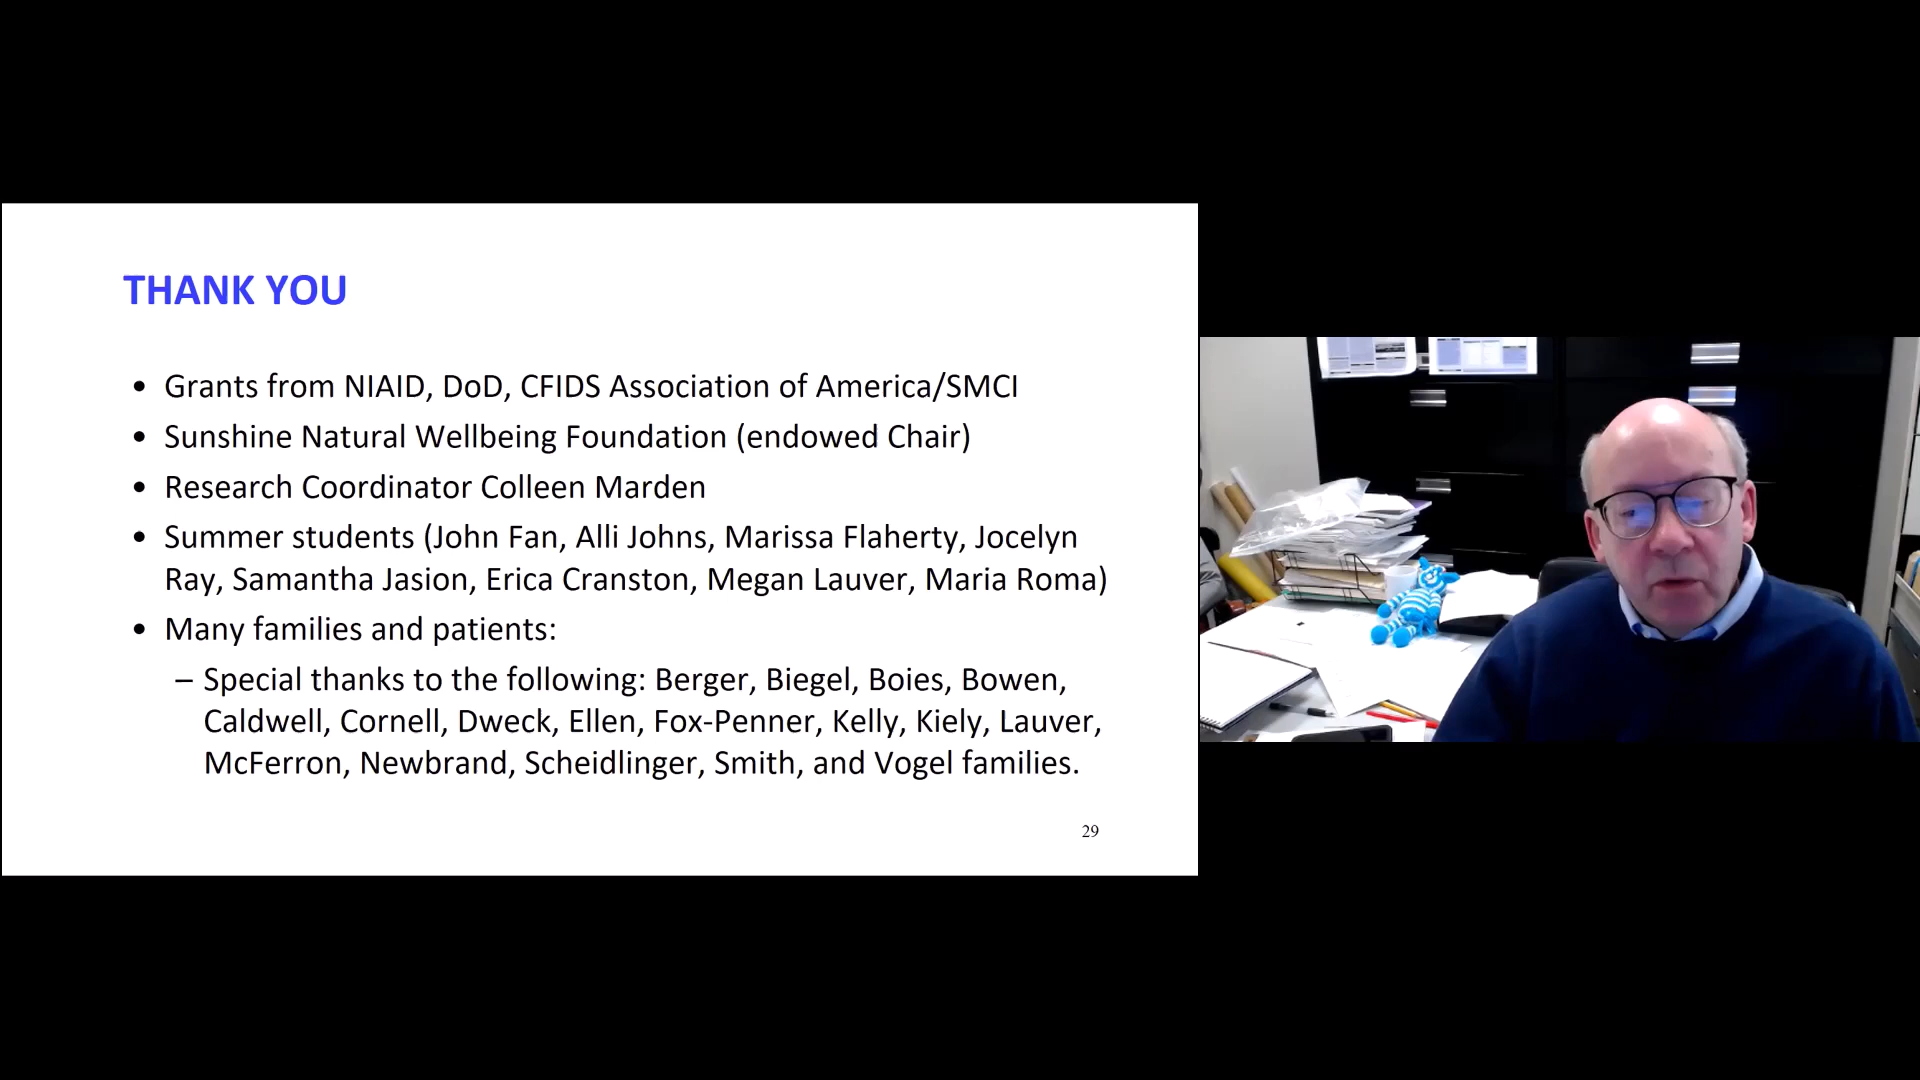 THANK YOU
• Grants from NIAID, DoD, CFIDS Association of America/SMCI
• Sunshine Natural Wellbeing Foundation (endowed Chair)
• Research Coordinator Colleen Marden
• Summer students (John Fan, Alli Johns, Marissa Flaherty, Jocelyn
Ray, Samantha Jasion, Erica Cranston, Megan Lauver, Maria Roma)
• Many families and patients:
– Special thanks to the following: Berger, Biegel, Boies, Bowen,
Caldwell, Cornell, Dweck, Ellen, Fox-Penner, Kelly, Kiely, Lauver,
McFerron, Newbrand, Scheidlinger, Smith, and Vogel families.
29